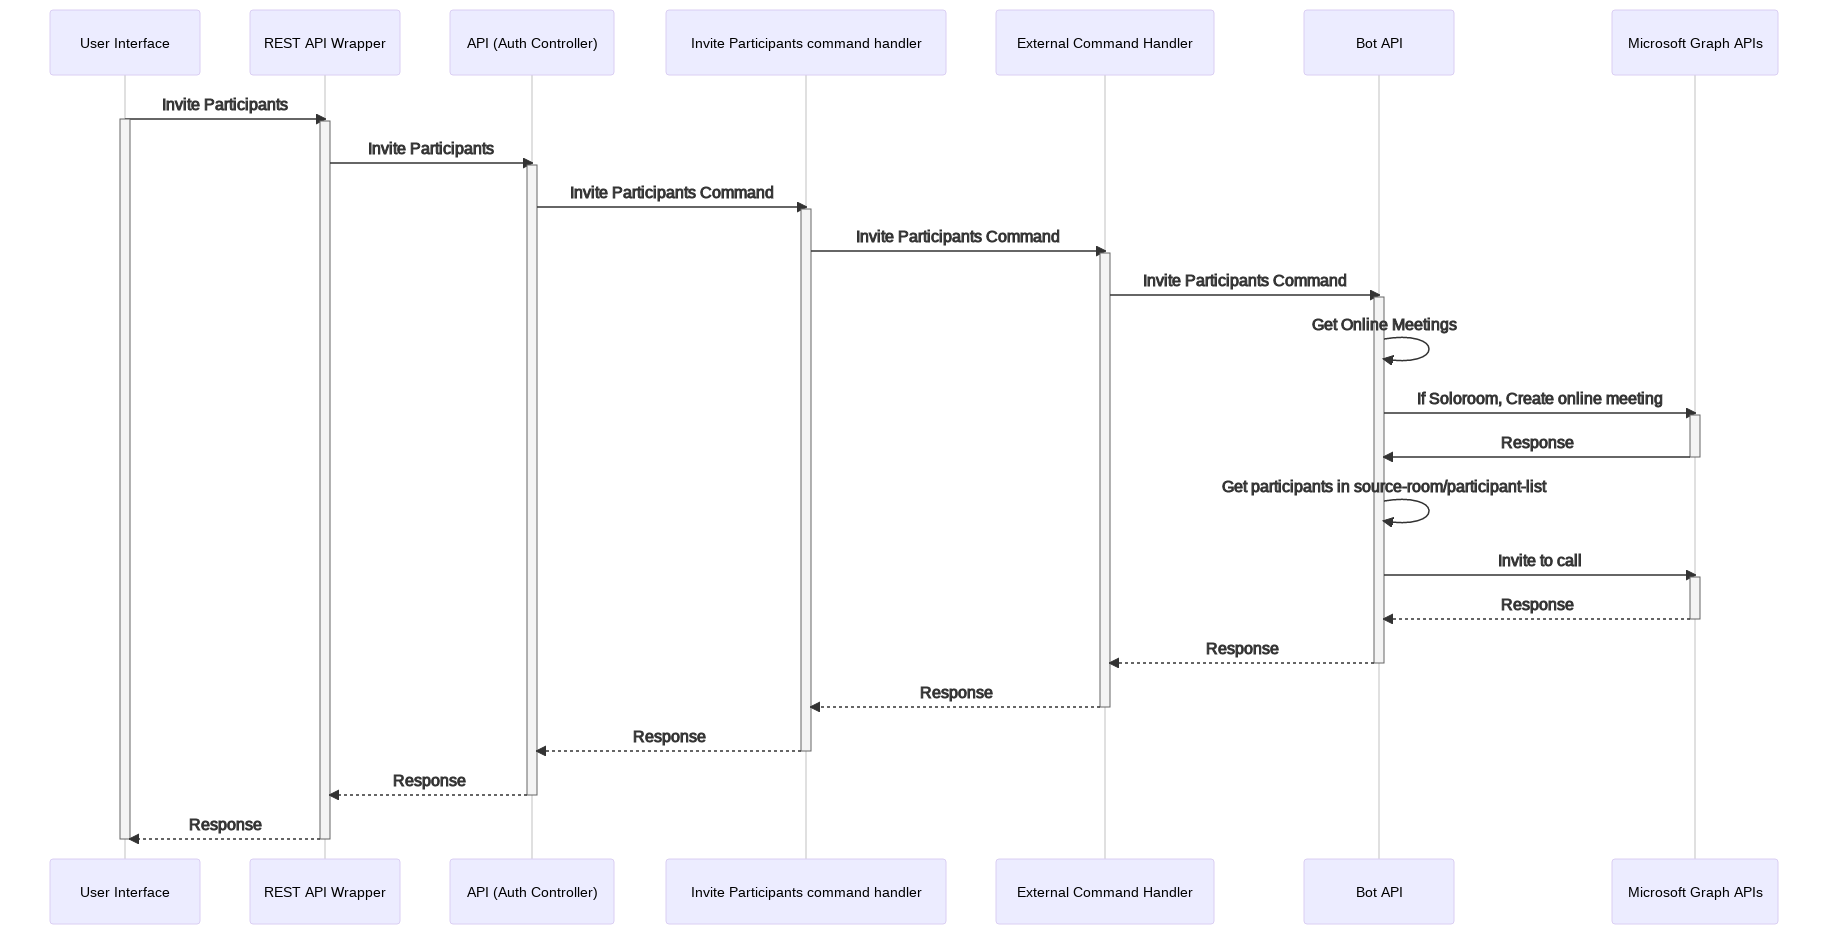 User Interface
REST API Wrapper
API (Auth Controller)
Invite Participants command handler
External Command Handler
Bot API
Microsoft Graph APIs
Invite Participants
Invite Participants
Invite Participants Command
Invite Participants Command
Invite Participants Command
Get Online Meetings
If Soloroom, Create online meeting
Response
Get participants in source-room/participant-list
Invite to call
Response
Response
Response
Response
Response
Response
User Interface
REST API Wrapper
API (Auth Controller)
Invite Participants command handler
External Command Handler
Bot API
Microsoft Graph APIs